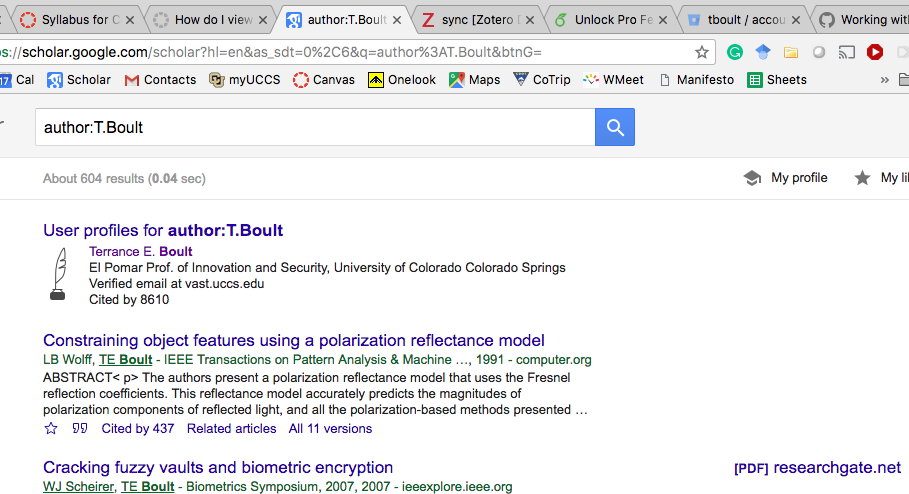 Syllabus for C
How do I view
author:T.Boult
sync [Zotero D
Unlock Pro Fe
tboult / accou
Working with
s://scholar.google.com/scholar?hl=en&as_sdt=0%2C6&q=author%3AT.Boult&btnG=
17 Cal
Scholar
Contacts
myUCCS
Canvas
Onelook
Maps
CoTrip
WMeet
Manifesto
Sheets
»
author:T.Boult
About 604 results (0.04 sec)
My profile
My li
User profiles for author:T.Boult
Terrance E. Boult
El Pomar Prof. of Innovation and Security, University of Colorado Colorado Springs
Verified email at vast.uccs.edu
Cited by 8610
Constraining object features using a polarization reflectance model
LB Wolff, TE Boult - IEEE Transactions on Pattern Analysis & Machine …, 1991 - computer.org
ABSTRACT< p> The authors present a polarization reflectance model that uses the Fresnel
reflection coefficients. This reflectance model accurately predicts the magnitudes of
polarization components of reflected light, and all the polarization-based methods presented …
Cited by 437 Related articles All 11 versions
Cracking fuzzy vaults and biometric encryption
[PDF] researchgate.net
WJ Scheirer, TE Boult - Biometrics Symposium, 2007, 2007 - ieeexplore.ieee.org